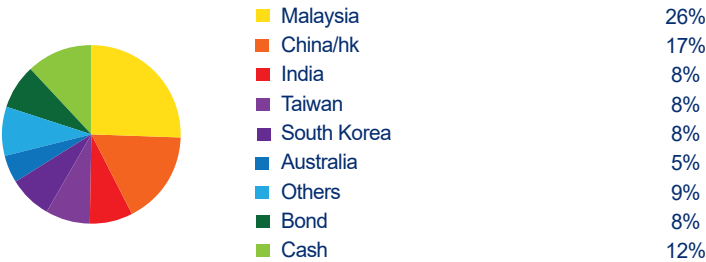 Malaysia 26%
China/hk 17%
India 8%
Taiwan 8%
South Korea 8%
Australia 5%
Others 9%
Bond 8%
Cash 12%